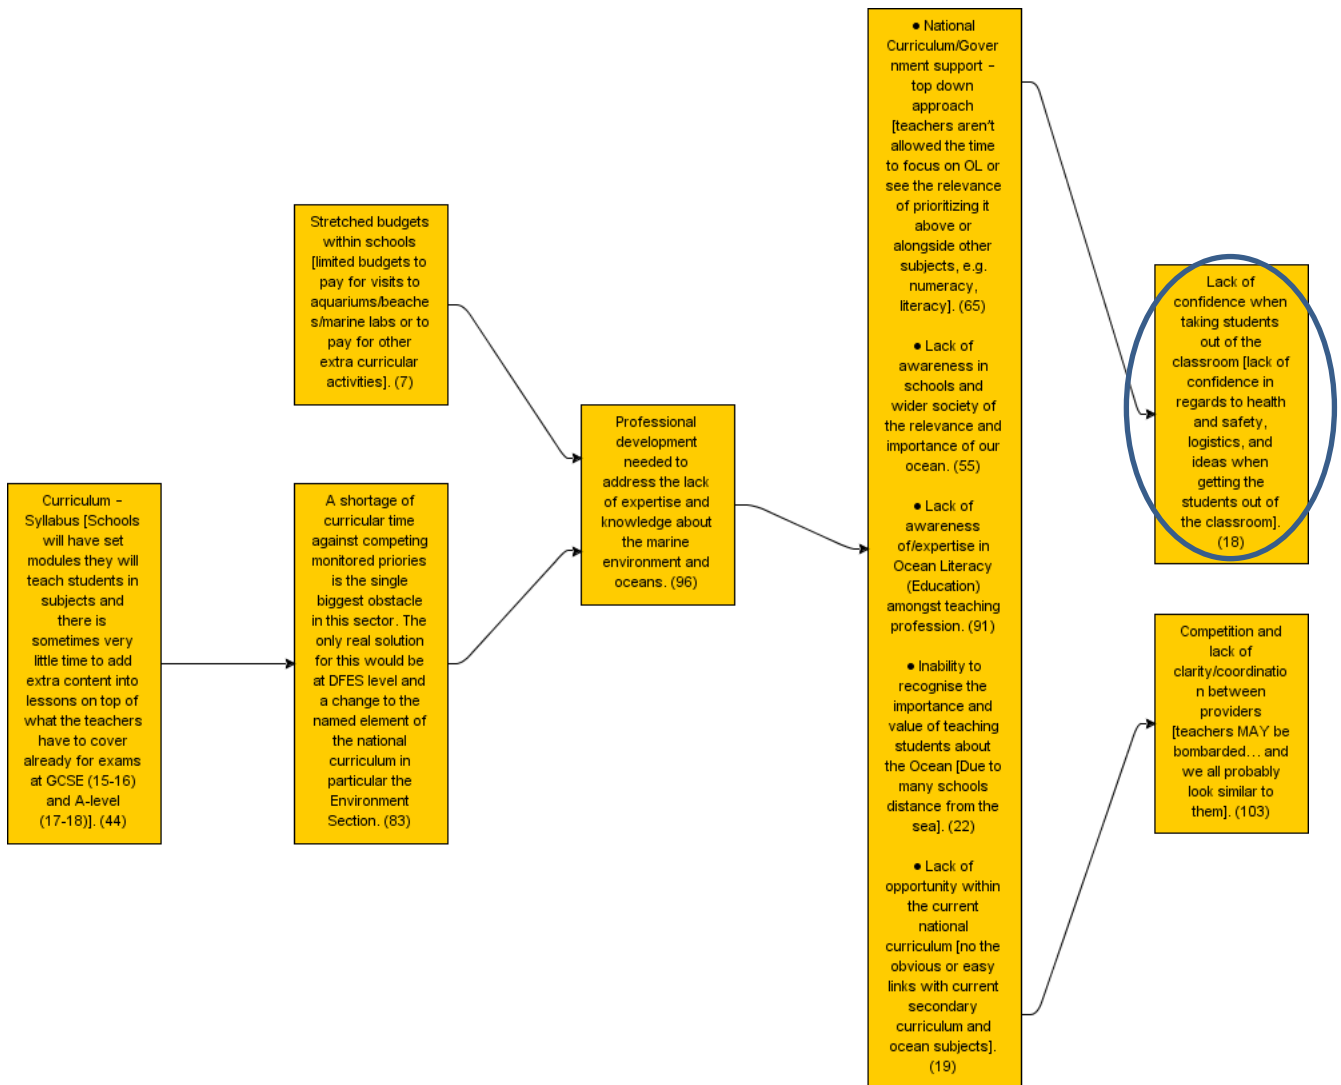 Curriculum –
Syllabus [Schools
will have set
modules they will
teach students in
subjects and
there is
sometimes very
little time to add
extra content into
lessons on top of
what the teachers
have to cover
already for exams
at GCSE (15-16)
and A-level
(17-18)]. (44)
Stretched budgets
within schools
[limited budgets to
pay for visits to
aquariums/beache
s/marine labs or to
pay for other
extra curricular
activities]. (7)
A shortage of
curricular time
against competing
monitored priories
is the single
biggest obstacle
in this sector. The
only real solution
for this would be
at DFES level and
a change to the
named element of
the national
curriculum in
particular the
Environment
Section. (83)
Professional
development
needed to
address the lack
of expertise and
knowledge about
the marine
environment and
oceans. (96)
● National
Curriculum/Gover
nment support –
top down
approach
[teachers aren't
allowed the time
to focus on OL or
see the relevance
of prioritizing it
above or
alongside other
subjects, e.g.
numeracy,
literacy]. (65)
● Lack of
awareness in
schools and
wider society of
the relevance and
importance of our
ocean. (55)
● Lack of
awareness
of/expertise in
Ocean Literacy
(Education)
amongst teaching
profession. (91)
● Inability to
recognise the
importance and
value of teaching
students about
the Ocean [Due to
many schools
distance from the
sea]. (22)
● Lack of
opportunity within
the current
national
curriculum [no the
obvious or easy
links with current
secondary
curriculum and
ocean subjects].
(19)
Lack of
confidence when
taking students
out of the
classroom [lack of
confidence in
regards to health
and safety,
logistics, and
ideas when
getting the
students out of
the classroom].
(18)
Competition and
lack of
clarity/coordinatio
n between
providers
[teachers MAY be
bombarded... and
we all probably
look similar to
them]. (103)